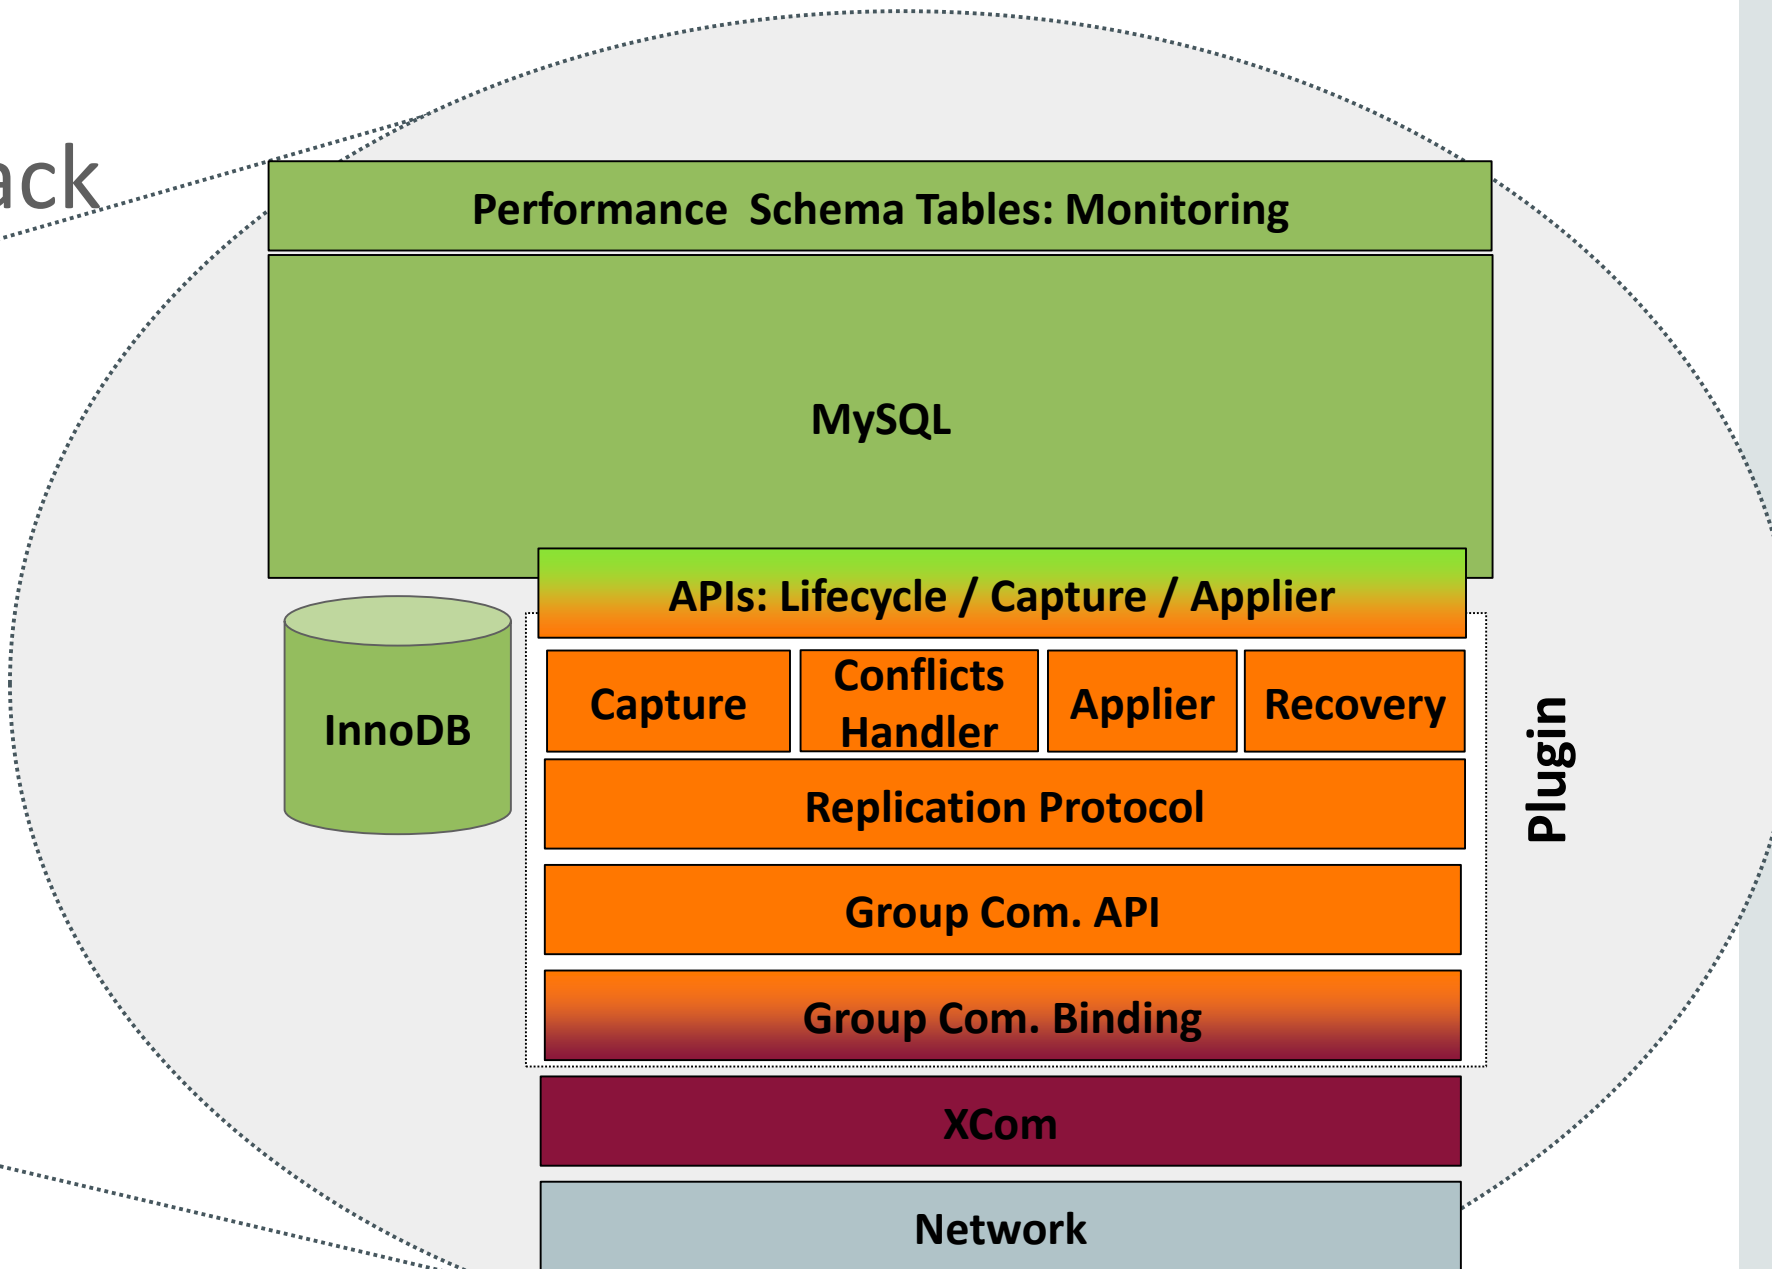 ack
Performance Schema Tables: Monitoring
MySQL
APIs: Lifecycle / Capture / Applier
Capture
Conflicts
Handler
Applier
Recovery
InnoDB
Plugin
Replication Protocol
Group Com. API
Group Com. Binding
XCom
Network